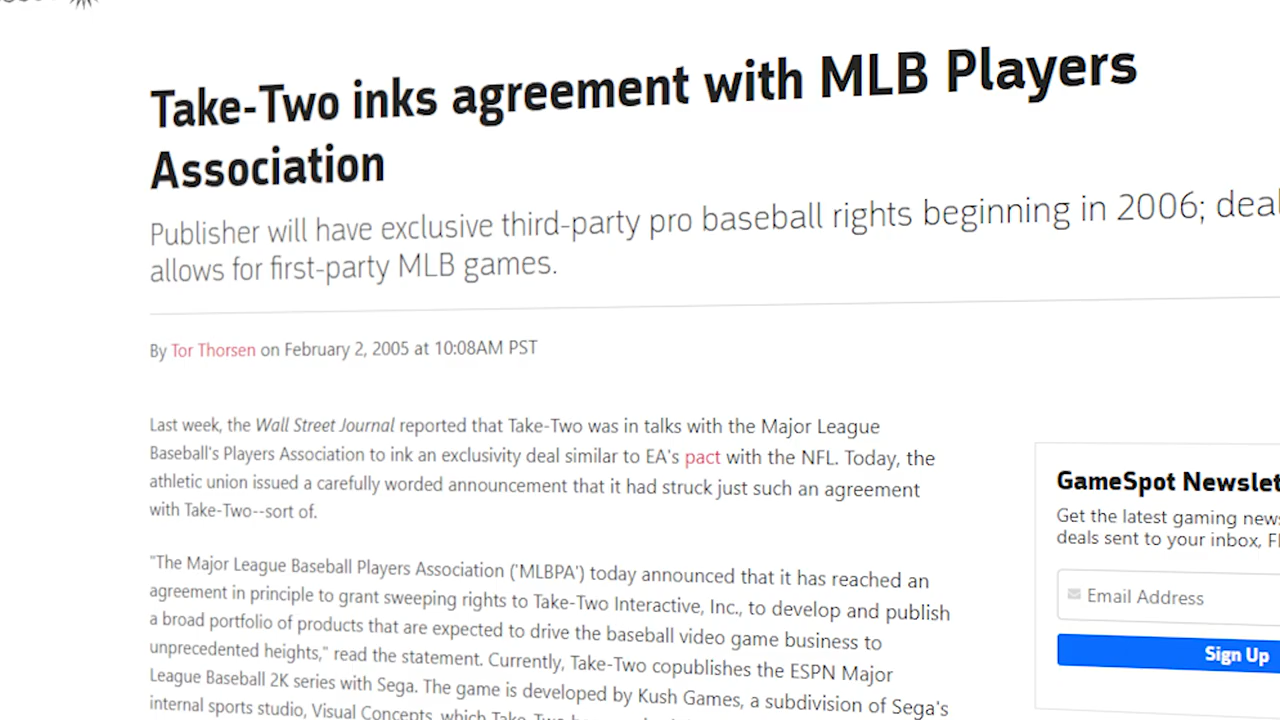 Take-Two inks agreement with MLB Players
Association
Publisher will have exclusive third-party pro baseball rights beginning in 2006; deal
allows for first-party MLB games.
By Tor Thorsen on February 2, 2005 at 10:08AM PST
Last week, the Wall Street Journal reported that Take-Two was in talks with the Major League
Baseball's Players Association to ink an exclusivity deal similar to EA's pact with the NFL. Today, the
athletic union issued a carefully worded announcement that it had struck just such an agreement
with Take-Two--sort of.
"The Major League Baseball Players Association ('MLBPA') today announced that it has reached an
agreement in principle to grant sweeping rights to Take-Two Interactive, Inc., to develop and publish
a broad portfolio of products that are expected to drive the baseball video game business to
unprecedented heights," read the statement. Currently, Take-Two copublishes the ESPN Major
League Baseball 2K series with Sega. The game is developed by Kush Games, a subdivision of Sega's
internal sports studio, Visual Concepts, which Take-Two
GameSpot Newslet
Get the latest gaming news
deals sent to your inbox,
Email Address
Sign Up